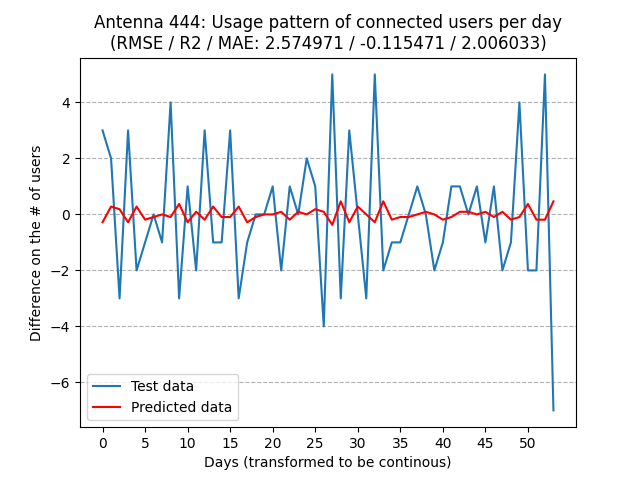 Antenna 444: Usage pattern of connected users per day
(RMSE / R2 / MAE: 2.574971 / -0.115471 / 2.006033)
Difference on the # of users
4
2
0
−2
−4
−6
Test data
Predicted data
0 5 10 15 20 25 30 35 40 45 50
Days (transformed to be continous)